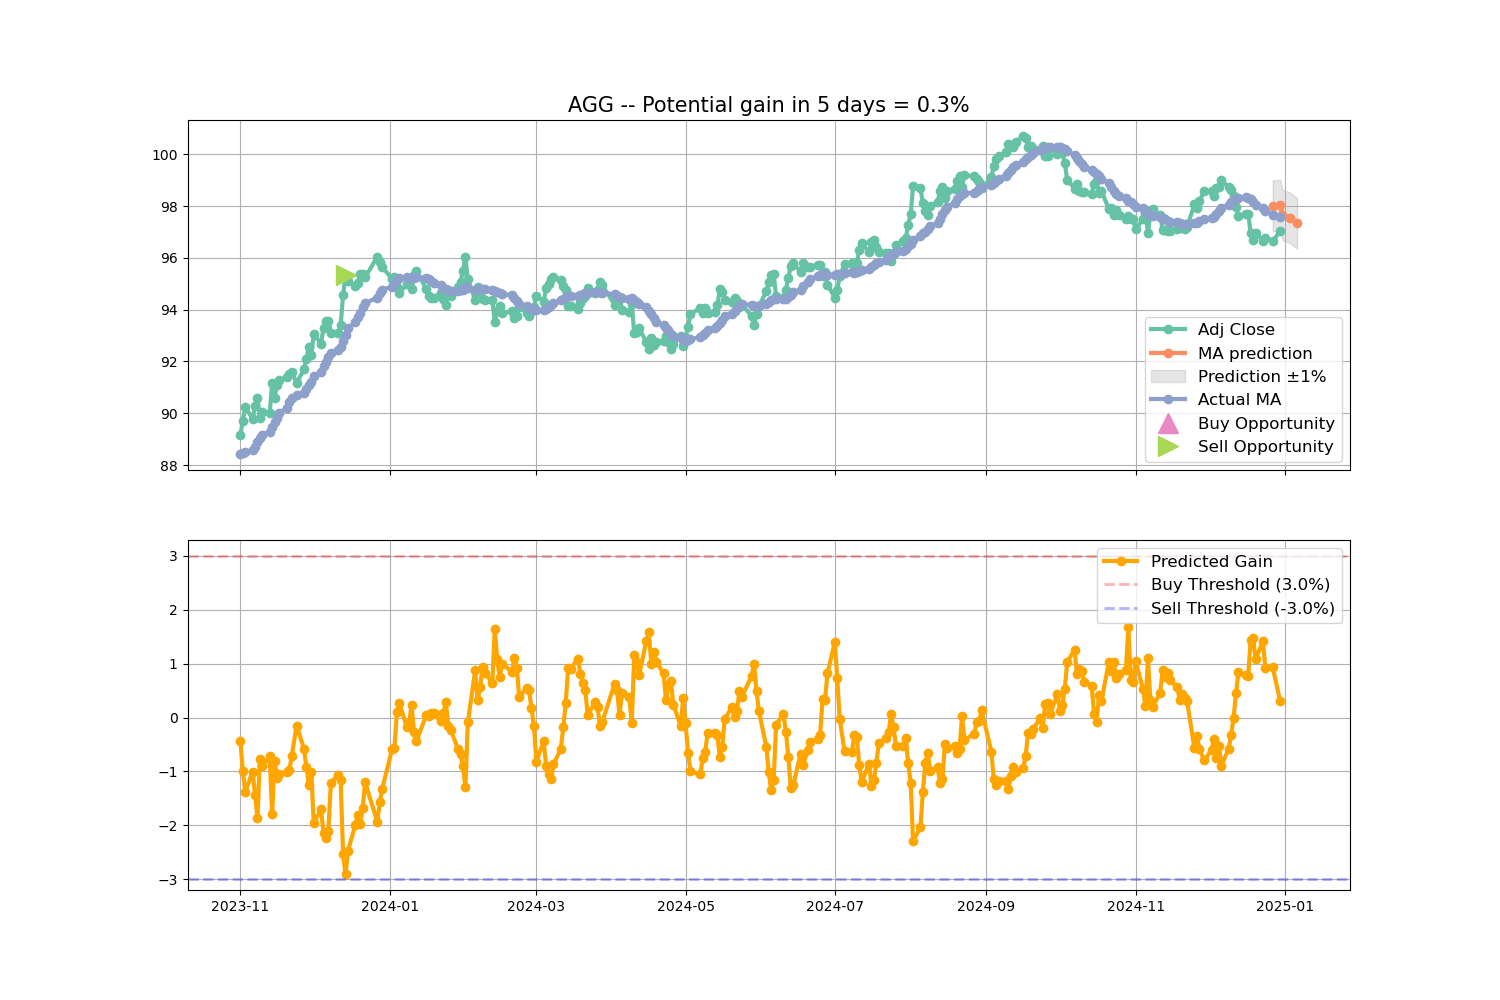 AGG -- Potential gain in 5 days = 0.3%
100
98
96
94
92
90
88
Adj Close
MA prediction
Prediction ±1%
Actual MA
Buy Opportunity
Sell Opportunity
3
2
1
0
−1
−2
−3
Predicted Gain
Buy Threshold (3.0%)
Sell Threshold (-3.0%)
2023-11 2024-01 2024-03 2024-05 2024-07 2024-09 2024-11 2025-01